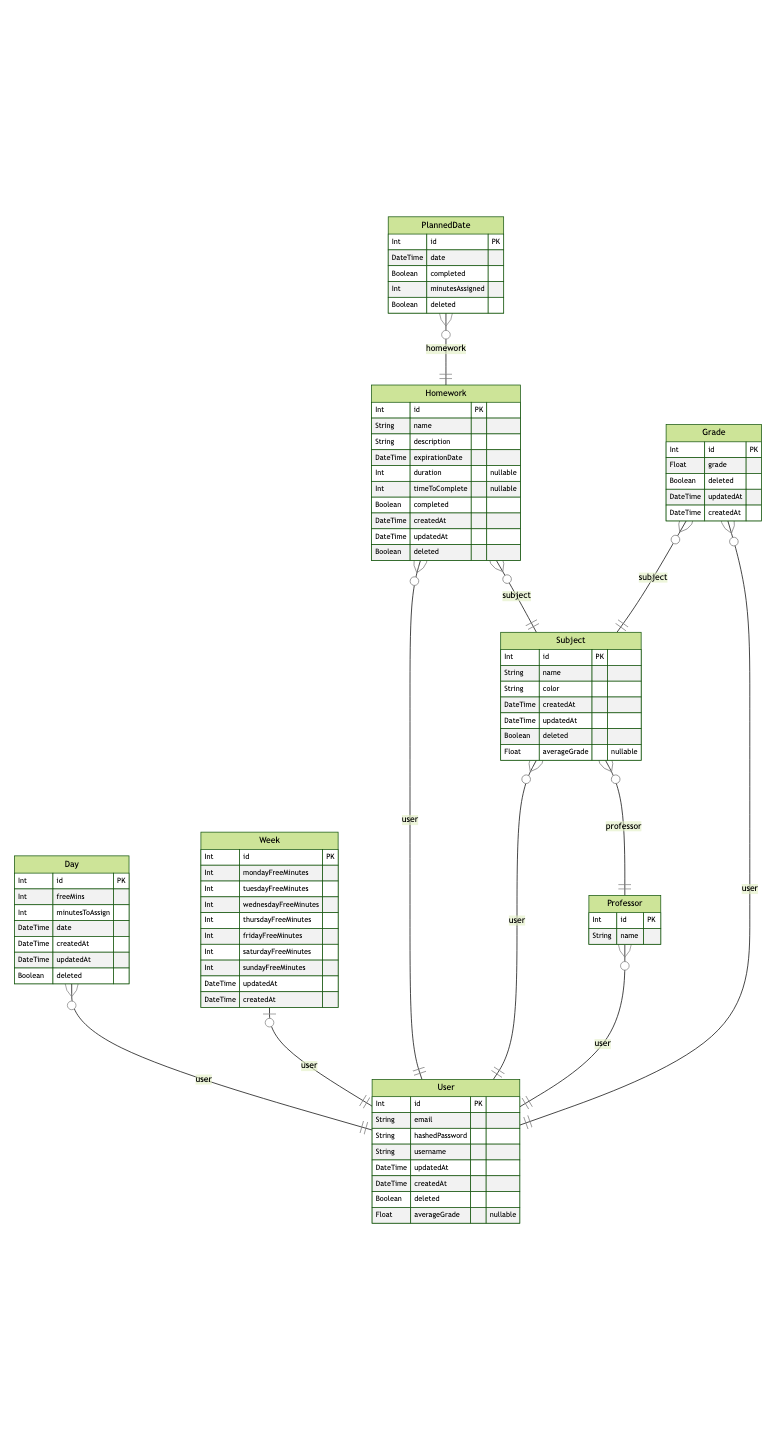 PlannedDate
Int id PK
DateTime date
Boolean completed
Int minutesAssigned
Boolean deleted
homework
Homework
Int id PK
String name
String description
DateTime expirationDate
Int duration nullable
Int timeToComplete nullable
Boolean completed
DateTime createdAt
DateTime updatedAt
Boolean deleted
Grade
Int id PK
Float grade
Boolean deleted
DateTime updatedAt
DateTime createdAt
subject
subject
Subject
Int id PK
String name
String color
DateTime createdAt
DateTime updatedAt
Boolean deleted
Float averageGrade nullable
user
professor
user
user
Day
Int id PK
Int freeMins
Int minutesToAssign
DateTime date
DateTime createdAt
DateTime updatedAt
Boolean deleted
Week
Int id PK
Int mondayFreeMinutes
Int tuesdayFreeMinutes
Int wednesdayFreeMinutes
Int thursdayFreeMinutes
Int fridayFreeMinutes
Int saturdayFreeMinutes
Int sundayFreeMinutes
DateTime updatedAt
DateTime createdAt
Professor
Int id PK
String name
user
user
user
User
Int id PK
String email
String hashedPassword
String username
DateTime updatedAt
DateTime createdAt
Boolean deleted
Float averageGrade nullable